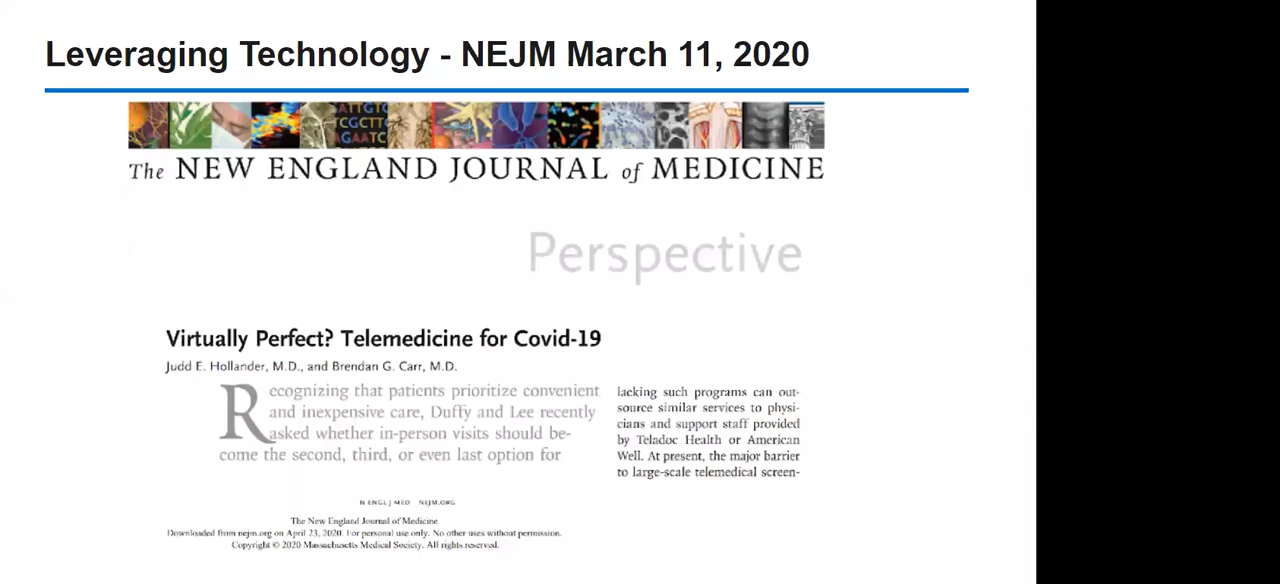 Leveraging Technology - NEJM March 11, 2020
ATTGTC
CGCTT
AGAATC
The NEW ENGLAND JOURNAL of MEDICINE
Perspective
Virtually Perfect? Telemedicine for Covid-19
Judd E. Hollander, M.D., and Brendan G. Carr, M.D.
Recognizing that patients prioritize convenient
and inexpensive care, Duffy and Lee recently
asked whether in-person visits should be-
come the second, third, or even last option for
lacking such programs can out-
source similar services to physi-
cians and support staff provided
by Teladoc Health or American
Well. At present, the major barrier
to large-scale telemedical screen-
N ENGL J MED NEJM.ORG
The New England Journal of Medicine
Downloaded from nejm.org on April 23, 2020. For personal use only. No other uses without permission.
Copyright © 2020 Massachusetts Medical Society. All rights reserved.